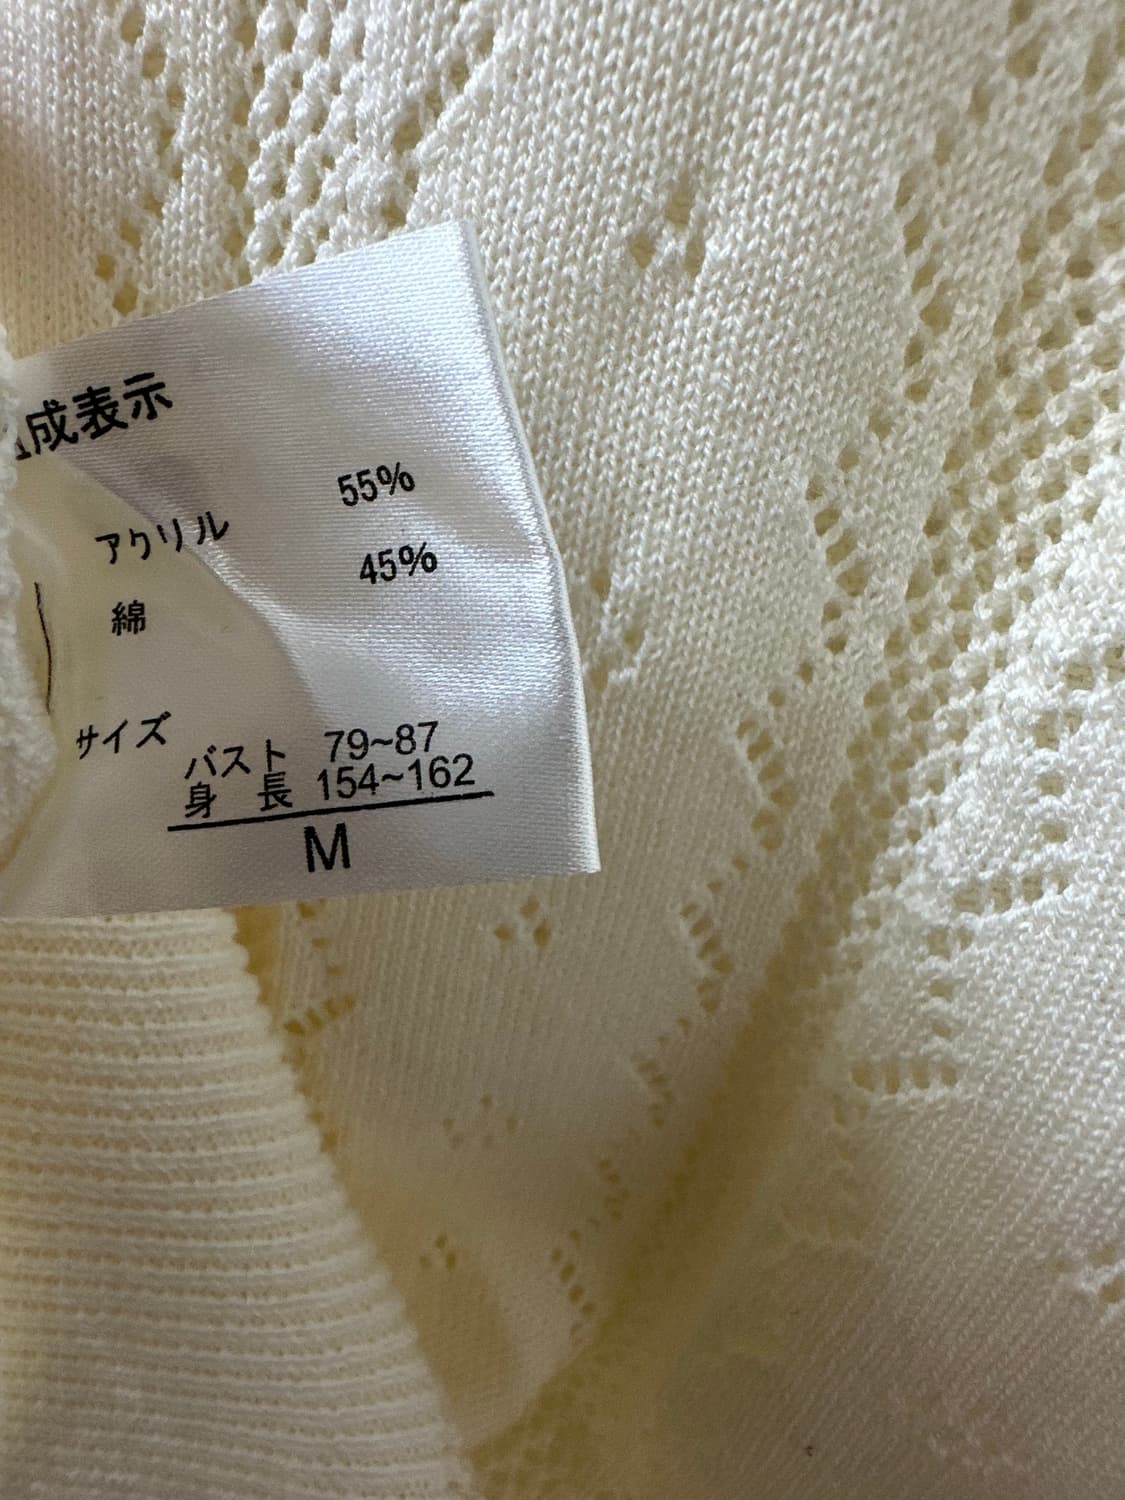 成表示
アクリル 55%
綿 45%
サイズ
バスト 79~87
身 長 154~162
M